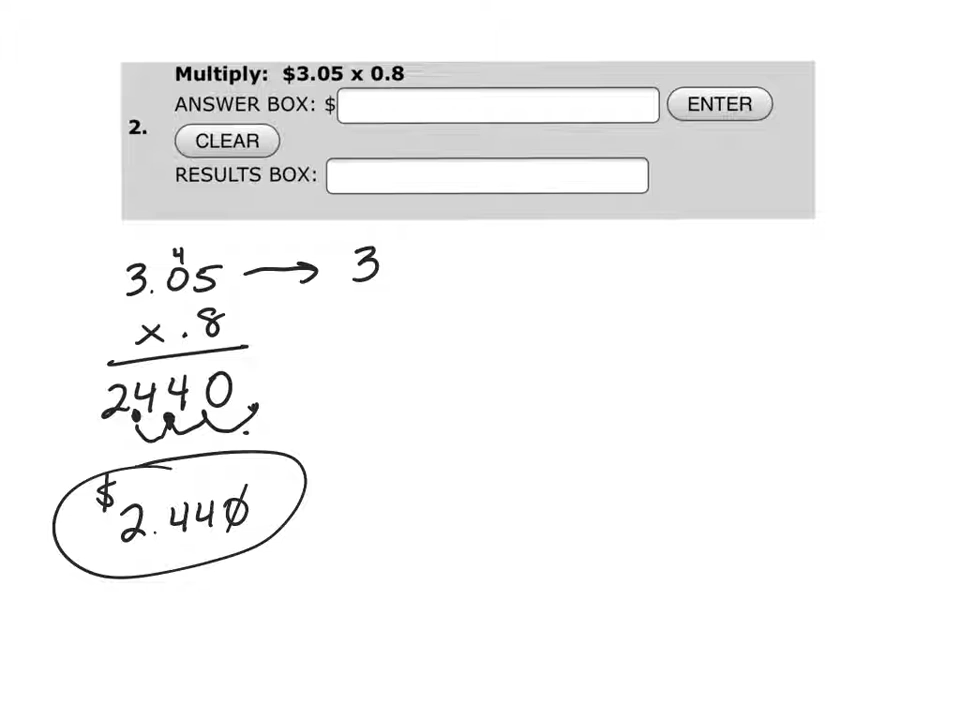 Multiply: $3.05 x 0.8
ANSWER BOX: $
ENTER
2.
CLEAR
RESULTS BOX:
4
3.05 → 3
x .8
2440
$2.440